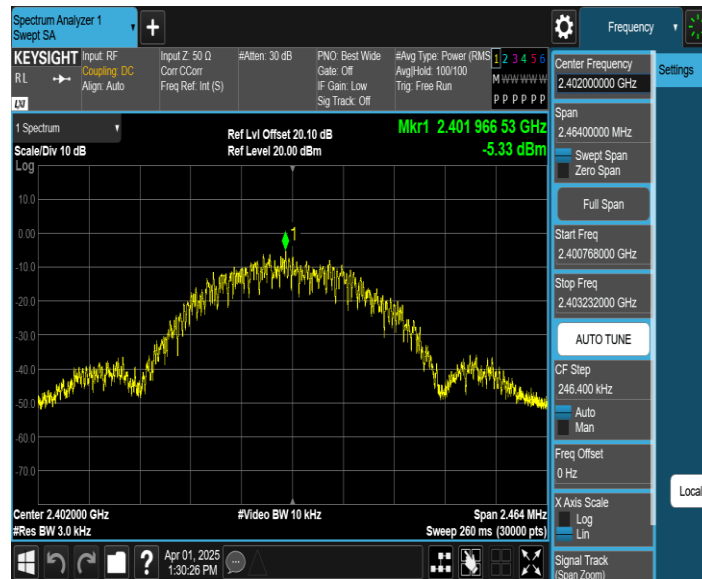 Spectrum Analyzer 1
Swept SA
+
Frequency
KEYSIGHT
RL
LXI
Input: RF
Coupling: DC
Align: Auto
Input Z: 50 Ω
Corr CCorr
Freq Ref: Int (S)
#Atten: 30 dB
PNO: Best Wide
Gate: Off
IF Gain: Low
Sig Track: Off
#Avg Type: Power (RMS
Avg|Hold: 100/100
Trig: Free Run
1 2 3 4 5 6
M W W W W W
P P P P P P
1 Spectrum
Scale/Div 10 dB
Log
Ref Lvl Offset 20.10 dB
Ref Level 20.00 dBm
Mkr1 2.401 966 53 GHz
-5.33 dBm
10.0
0.00
-10.0
-20.0
-30.0
-40.0
-50.0
-60.0
-70.0
1
Center 2.402000 GHz
#Res BW 3.0 kHz
#Video BW 10 kHz
Span 2.464 MHz
Sweep 260 ms (30000 pts)
Apr 01, 2025
1:30:26 PM
?
Center Frequency
2.402000000 GHz
Span
2.46400000 MHz
Swept Span
Zero Span
Full Span
Start Freq
2.400768000 GHz
Stop Freq
2.403232000 GHz
AUTO TUNE
CF Step
246.400 kHz
Auto
Man
Freq Offset
0 Hz
X Axis Scale
Log
Lin
Signal Track
(Span Zoom)
Settings
Local